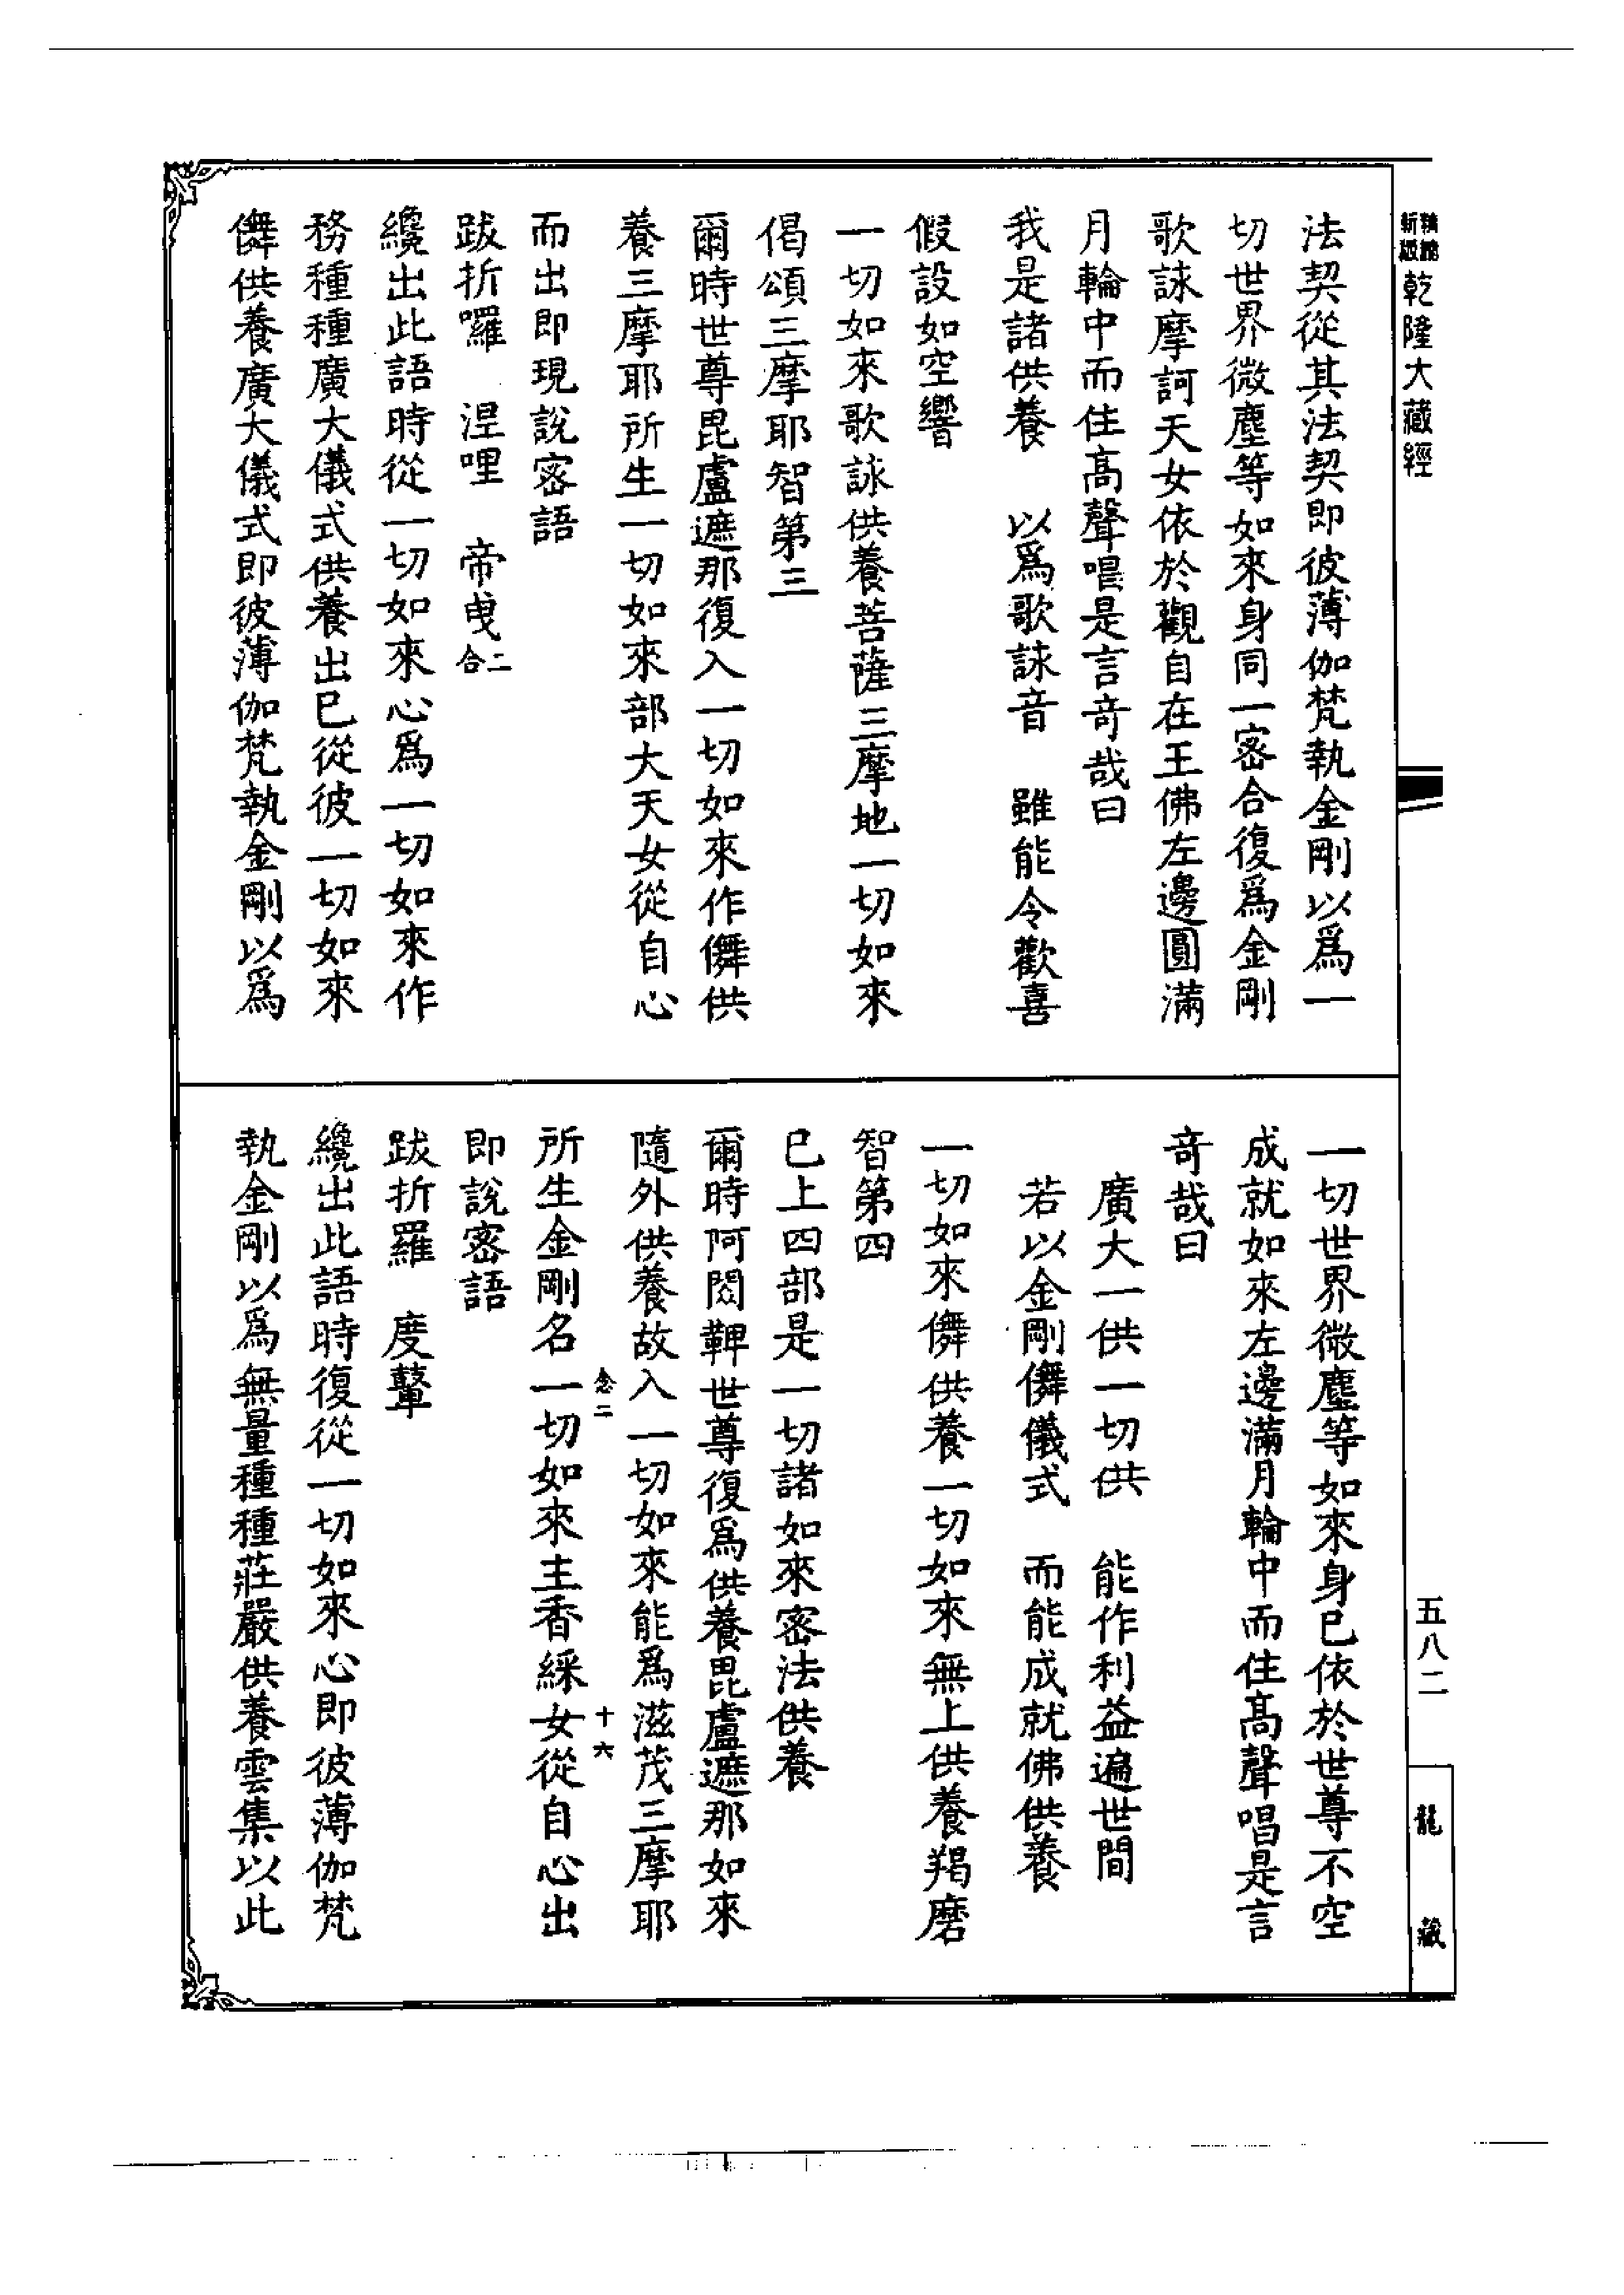 新版 乾隆大藏經
法契從其法契即彼薄伽梵執金剛以爲一
切世界微塵等如來身同一密合復爲金剛
歌詠摩訶天女依於觀自在王佛左邊圓滿
月輪中而住高聲唱是言奇哉曰
我是諸供養 以爲歌詠音 雖能令歡喜
假設如空響
一切如來歌詠供養菩薩三摩地一切如來
偈頌三摩耶智第三
爾時世尊毘盧遮那復入一切如來作儛供
養三摩耶所生一切如來部大天女從自心
而出即現說密語
跋折囉 涅哩 帝曳二合
纔出此語時從一切如來心爲一切如來作
務種種廣大儀式供養出已從彼一切如來
儛供養廣大儀式即彼薄伽梵執金剛以爲
一切世界微塵等如來身已依於世尊不空
成就如來左邊滿月輪中而住高聲唱是言
奇哉曰
廣大一供一切供 能作利益遍世間
若以金剛儛儀式 而能成就佛供養
一切如來儛供養一切如來無上供養羯磨
智第四
已上四部是一切諸如來密法供養
爾時阿閦鞞世尊復爲供養毘盧遮那如來
隨外供養故入一切如來能爲滋茂三摩耶
念二 十六
所生金剛名一切如來主香綵女從自心出
即說密語
跋折羅 度輂
纔出此語時復從一切如來心即彼薄伽梵
執金剛以爲無量種種莊嚴供養雲集以此
五八二
龍藏